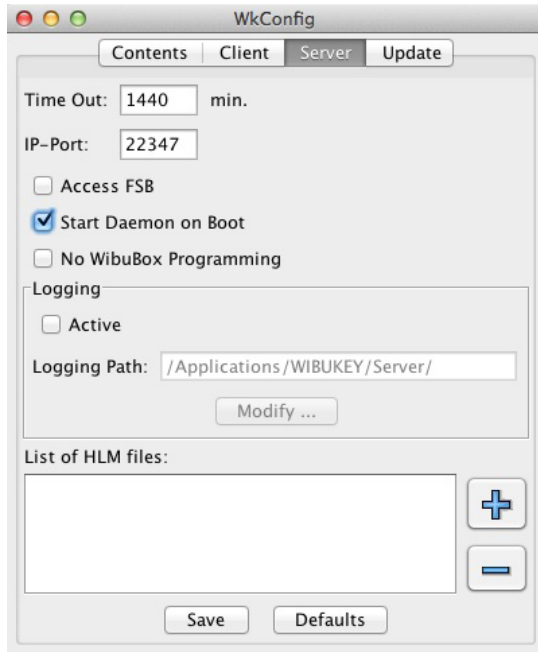 WkConfig
Contents Client Server Update
Time Out: 1440 min.
IP-Port: 22347
Access FSB
Start Daemon on Boot
No WibuBox Programming
Logging
Active
Logging Path: /Applications/WIBUKEY/Server/
Modify ...
List of HLM files:
Save Defaults